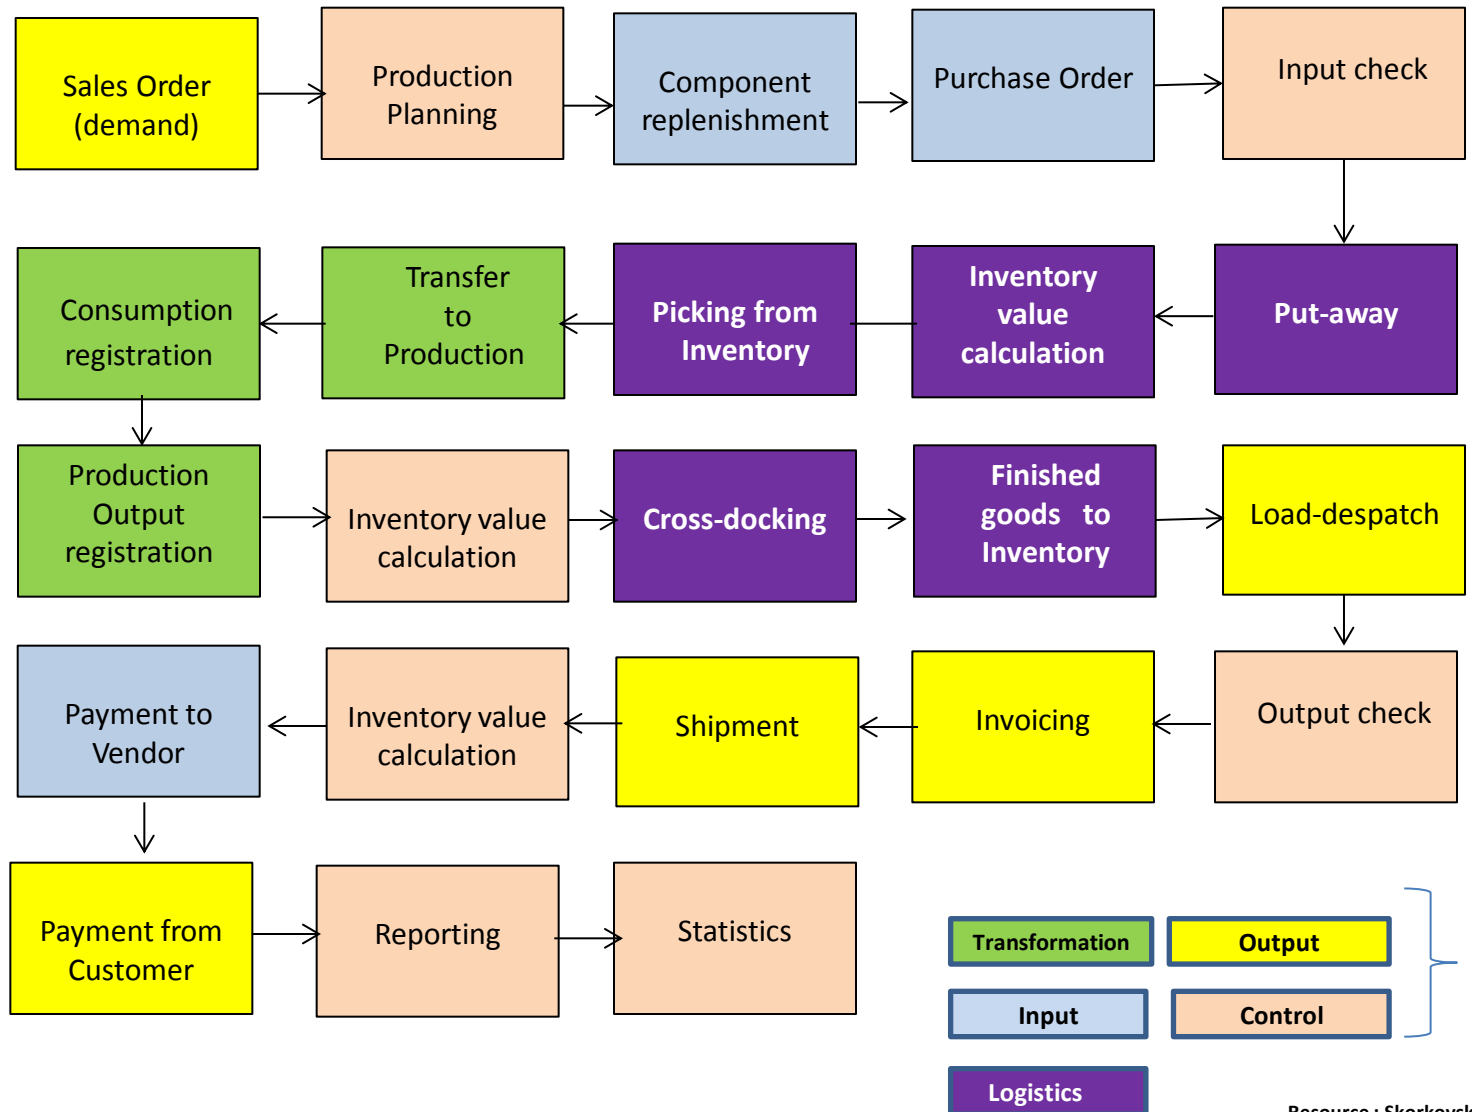 Sales Order
(demand)
Production
Planning
Component
replenishment
Purchase Order
Input check
Consumption
registration
Transfer
to
Production
Picking from
Inventory
Inventory
value
calculation
Put-away
Production
Output
registration
Inventory value
calculation
Cross-docking
Finished
goods to
Inventory
Load-despatch
Payment to
Vendor
Inventory value
calculation
Shipment
Invoicing
Output check
Payment from
Customer
Reporting
Statistics
Transformation
Output
Input
Control
Logistics
Resource :